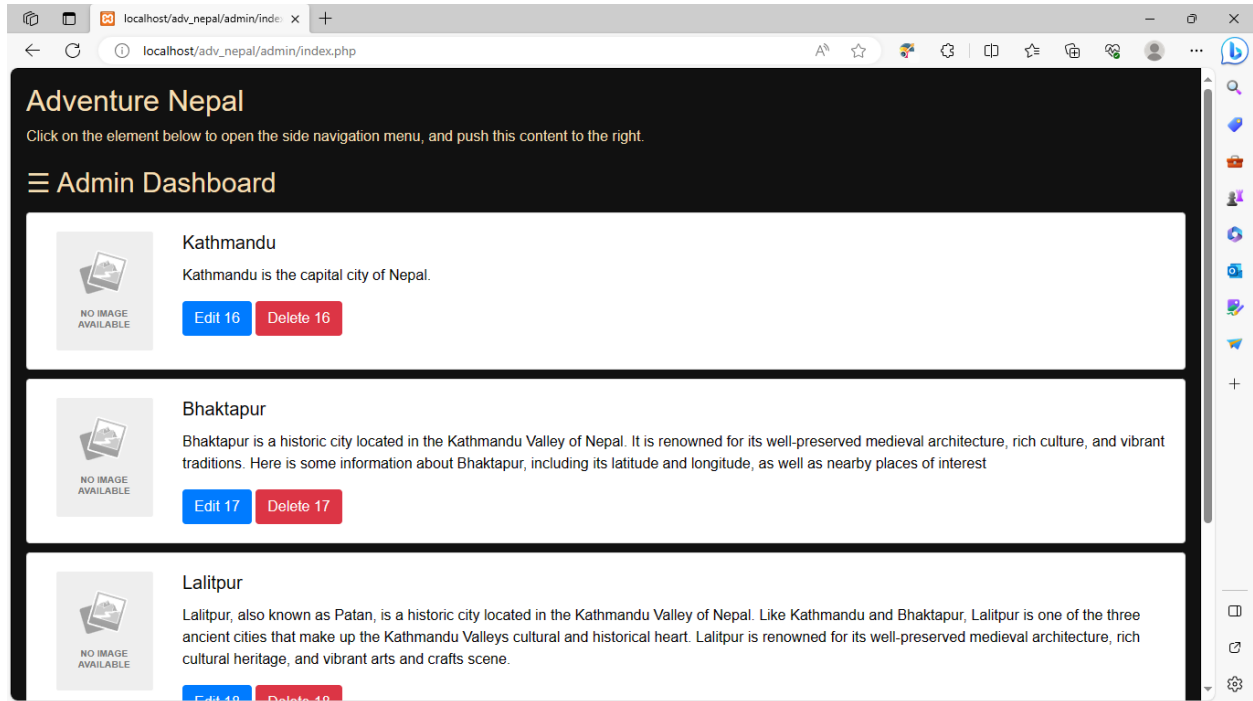 localhost/adv_nepal/admin/inde
localhost/adv_nepal/admin/index.php
Adventure Nepal
Click on the element below to open the side navigation menu, and push this content to the right.
☰ Admin Dashboard
Kathmandu
Kathmandu is the capital city of Nepal.
NO IMAGE
AVAILABLE
Edit 16 Delete 16
Bhaktapur
Bhaktapur is a historic city located in the Kathmandu Valley of Nepal. It is renowned for its well-preserved medieval architecture, rich culture, and vibrant
traditions. Here is some information about Bhaktapur, including its latitude and longitude, as well as nearby places of interest
NO IMAGE
AVAILABLE
Edit 17 Delete 17
Lalitpur
Lalitpur, also known as Patan, is a historic city located in the Kathmandu Valley of Nepal. Like Kathmandu and Bhaktapur, Lalitpur is one of the three
ancient cities that make up the Kathmandu Valleys cultural and historical heart. Lalitpur is renowned for its well-preserved medieval architecture, rich
cultural heritage, and vibrant arts and crafts scene.
NO IMAGE
AVAILABLE
Edit 18 Delete 18